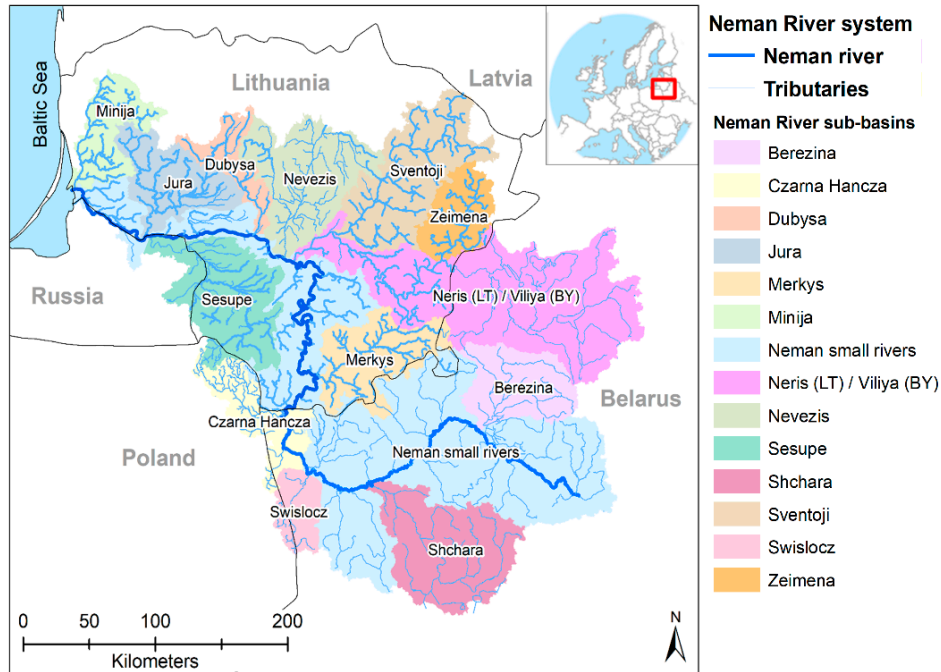 Baltic Sea
Lithuania
Latvia
Minija
Dubysa
Jura
Nevezis
Sventoji
Zeimena
Russia
Sesupe
Neris (LT) / Viliya (BY)
Merkys
Berezina
Belarus
Czarna Hancza
Poland
Neman small rivers
Swislocz
Shchara
0 50 100 200
Kilometers
N
Neman River system
Neman river
Tributaries
Neman River sub-basins
Berezina
Czarna Hancza
Dubysa
Jura
Merkys
Minija
Neman small rivers
Neris (LT) / Viliya (BY)
Nevezis
Sesupe
Shchara
Sventoji
Swislocz
Zeimena